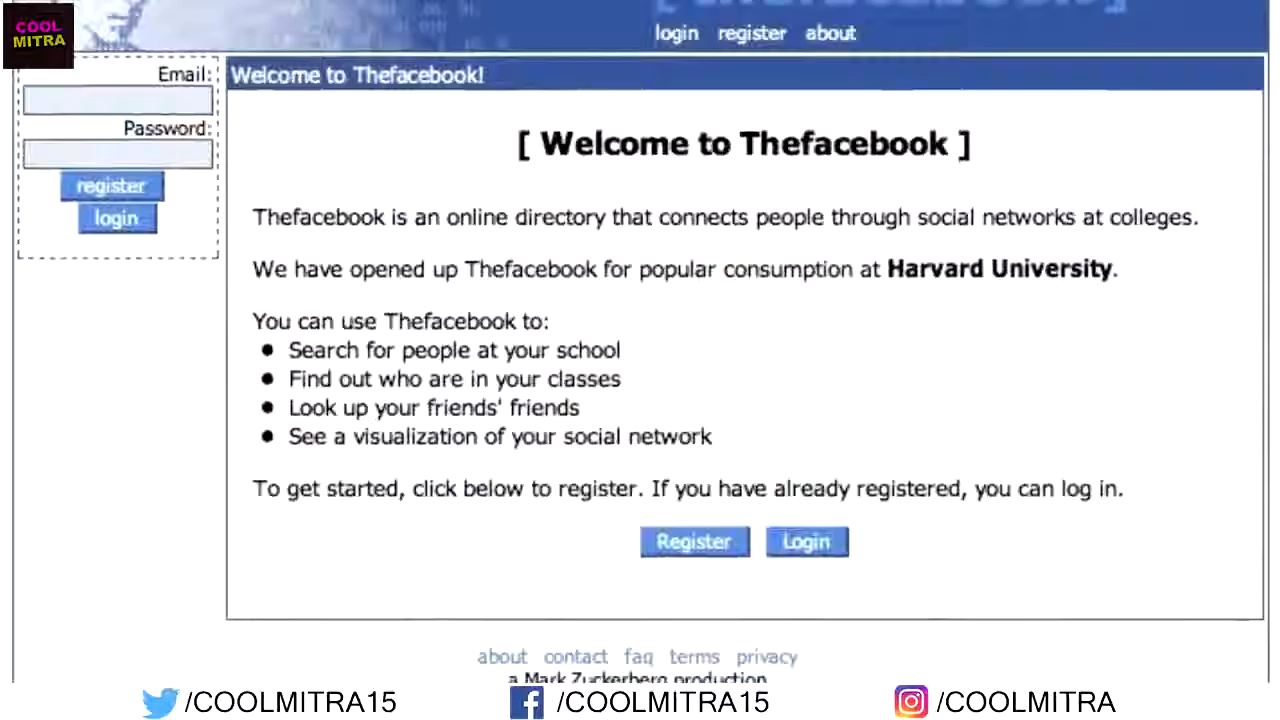 COOL
MITRA
login register about
Email:
Password:
register
login
Welcome to Thefacebook!
[ Welcome to Thefacebook ]
Thefacebook is an online directory that connects people through social networks at colleges.
We have opened up Thefacebook for popular consumption at Harvard University.
You can use Thefacebook to:
● Search for people at your school
● Find out who are in your classes
● Look up your friends' friends
● See a visualization of your social network
To get started, click below to register. If you have already registered, you can log in.
Register Login
about contact faq terms privacy
a Mark Zuckerberg production
/COOLMITRA15 /COOLMITRA15 /COOLMITRA